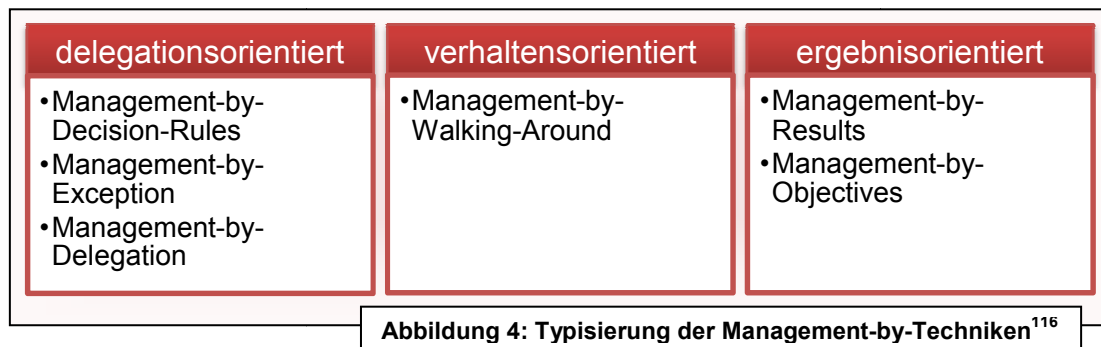 delegationsorientiert
•Management-by-
Decision-Rules
•Management-by-
Exception
•Management-by-
Delegation
verhaltensorientiert
•Management-by-
Walking-Around
ergebnisorientiert
•Management-by-
Results
•Management-by-
Objectives
Abbildung 4: Typisierung der Management-by-Techniken¹¹⁶